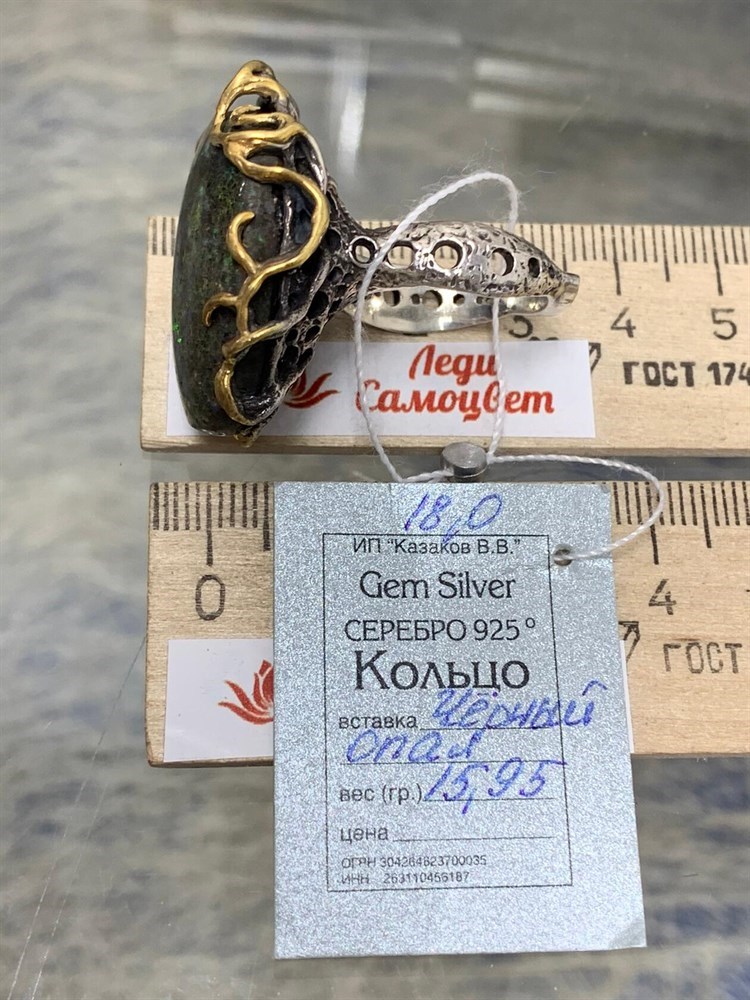 3 4 5
ГОСТ 174
Леди
Самоцвет
18,0
ИП "Казаков В.В."
Gem Silver
СЕРЕБРО 925°
Кольцо
вставка Чёрный
опал
вес (гр.) 15,95
цена
ОГРН 304264623700035
ИНН 263110456187
0 4
ГОСТ